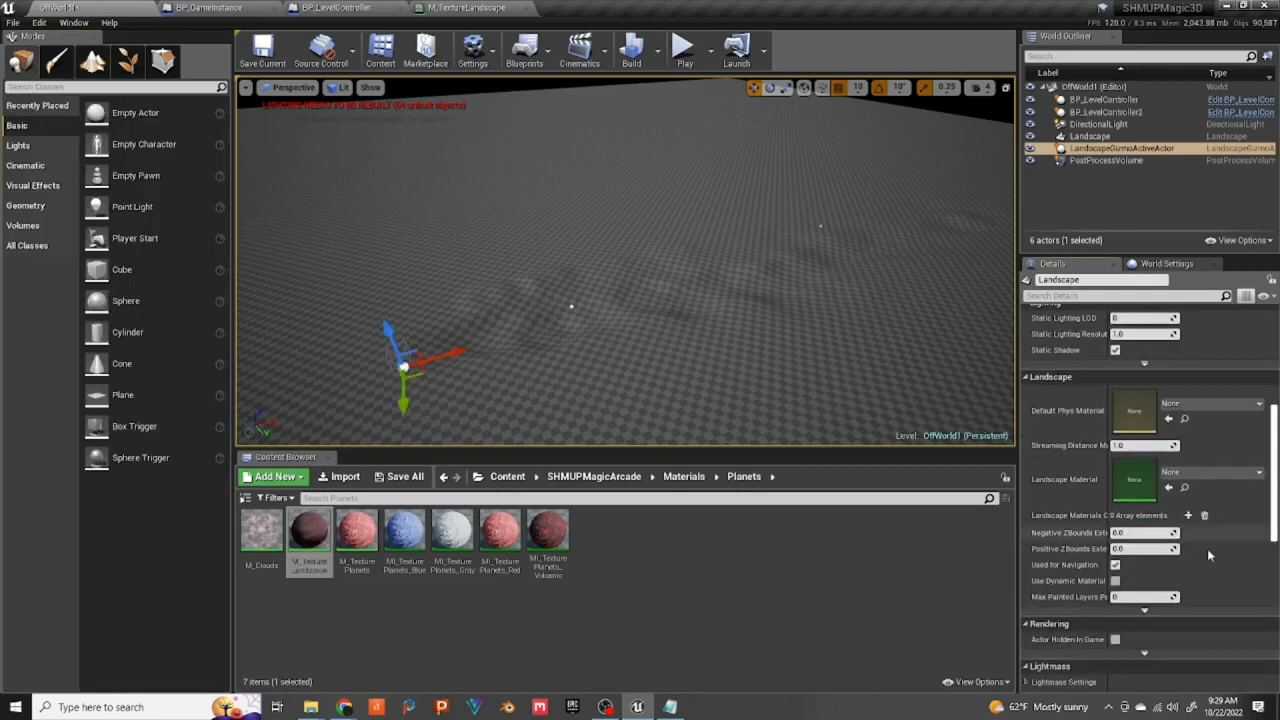 OffWorld1*
BP_GameInstance
BP_LevelController
M_TextureLandscape
SHMUPMagic3D
File
Edit
Window
Help
FPS: 120.0 / 8.3 ms
Mem: 2,043.88 mb
Objs: 90,587
Modes
Search Classes
Recently Placed
Basic
Lights
Cinematic
Visual Effects
Geometry
Volumes
All Classes
Empty Actor
Empty Character
Empty Pawn
Point Light
Player Start
Cube
Sphere
Cylinder
Cone
Plane
Box Trigger
Sphere Trigger
Save Current
Source Control
Content
Marketplace
Settings
Blueprints
Cinematics
Build
Play
Launch
Perspective
Lit
Show
10
10°
0.25
4
LIGHTING NEEDS TO BE REBUILT (64 unbuilt objects)
Level: OffWorld1 (Persistent)
Content Browser
Add New
Import
Save All
Content
SHMUPMagicArcade
Materials
Planets
Filters
Search Planets
M_Clouds
M_Texture
Landscape
M_Texture
Planets
MI_Texture
Planets_Blue
MI_Texture
Planets_Gray
MI_Texture
Planets_Red
MI_Texture
Planets_
Volcanic
7 items (1 selected)
View Options
World Outliner
Search
Label
Type
OffWorld1 (Editor)
World
BP_LevelController
Edit BP_LevelCon
BP_LevelController2
Edit BP_LevelCon
DirectionalLight
DirectionalLight
Landscape
Landscape
LandscapeGizmoActiveActor
LandscapeGizmoA
PostProcessVolume
PostProcessVolum
6 actors (1 selected)
View Options
Details
World Settings
Landscape
Search Details
Lighting
Static Lighting LOD
0
Static Lighting Resolut
1.0
Static Shadow
Landscape
Default Phys Material
None
None
Streaming Distance M
1.0
Landscape Material
None
None
Landscape Materials O
0 Array elements
Negative ZBounds Exte
0.0
Positive ZBounds Exte
0.0
Used for Navigation
Use Dynamic Material
Max Painted Layers Pe
0
Rendering
Actor Hidden In Game
Lightmass
Lightmass Settings
Type here to search
62°F Mostly sunny
9:29 AM
10/22/2022